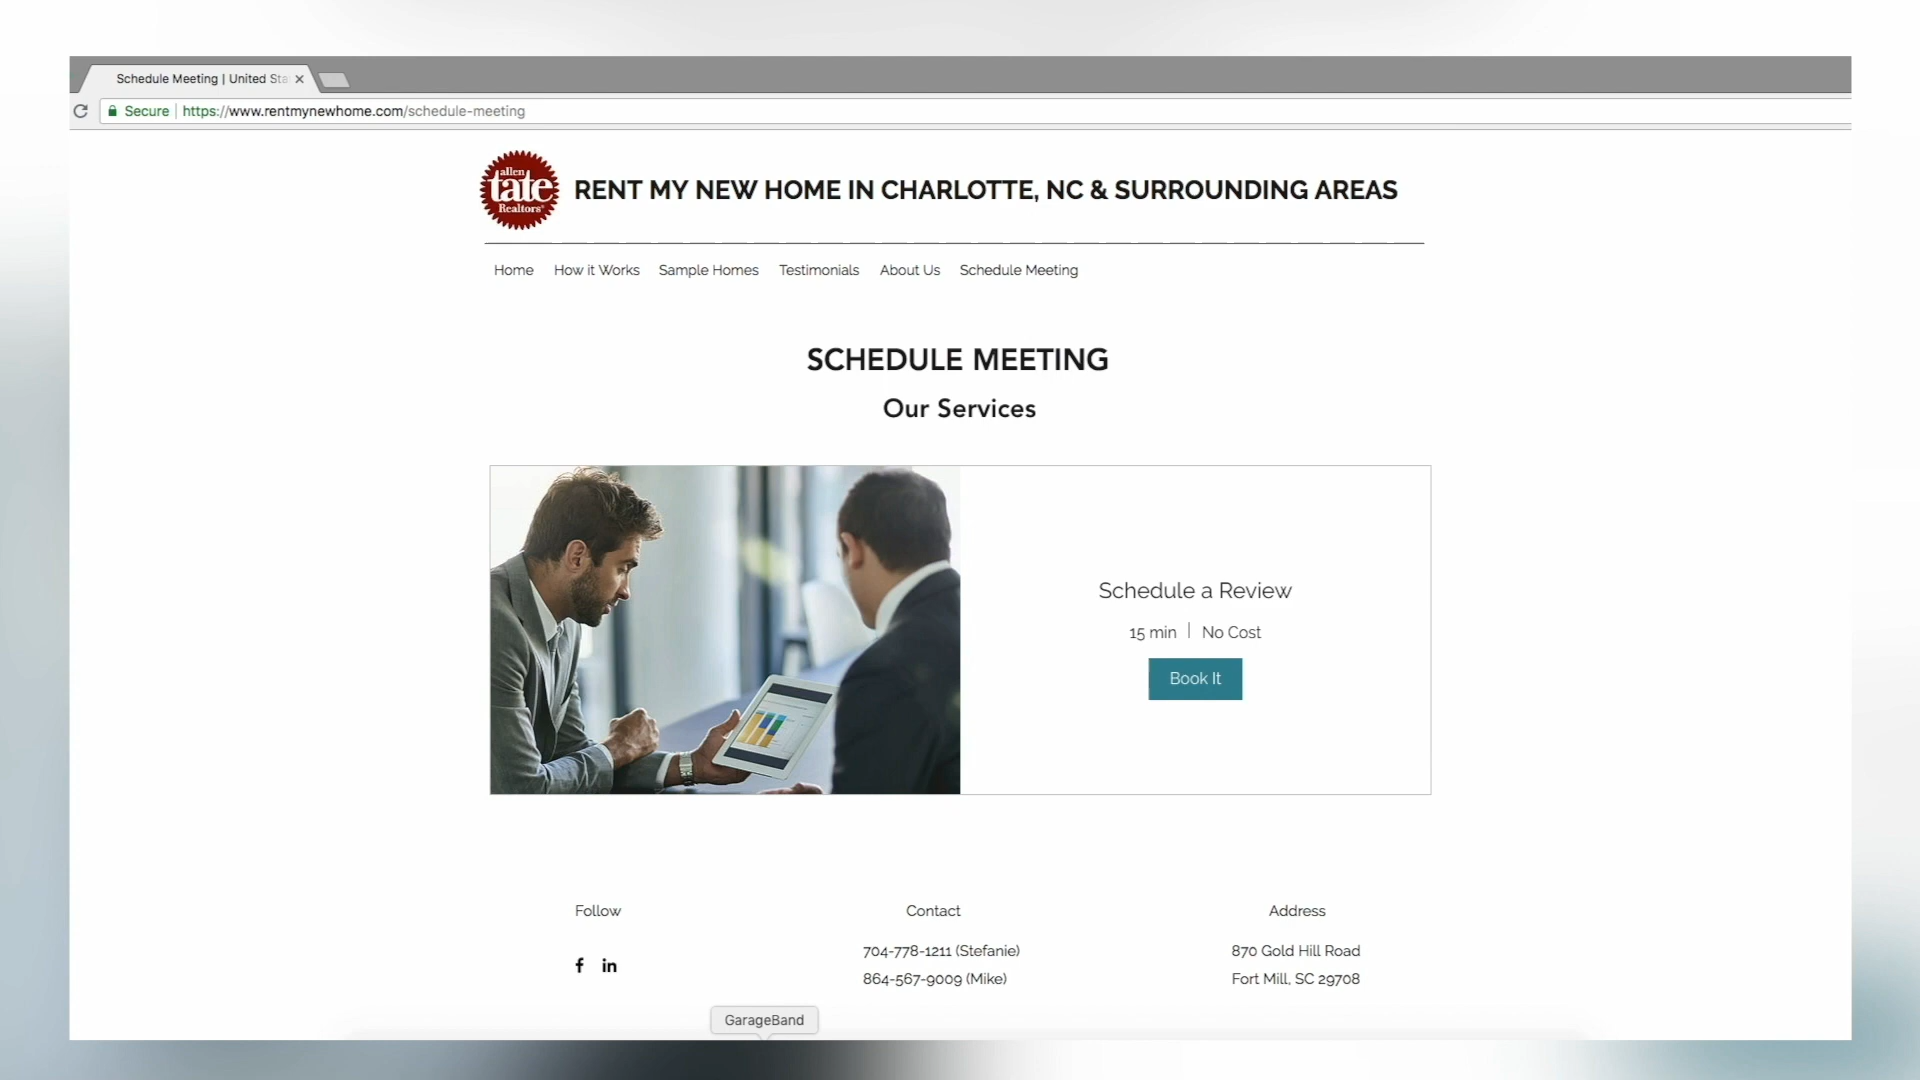 Schedule Meeting | United Sta
Secure | https://www.rentmynewhome.com/schedule-meeting
allen
tate
Realtors
RENT MY NEW HOME IN CHARLOTTE, NC & SURROUNDING AREAS
Home How it Works Sample Homes Testimonials About Us Schedule Meeting
SCHEDULE MEETING
Our Services
Schedule a Review
15 min | No Cost
Book It
Follow Contact Address
704-778-1211 (Stefanie) 870 Gold Hill Road
f in
864-567-9009 (Mike) Fort Mill, SC 29708
GarageBand